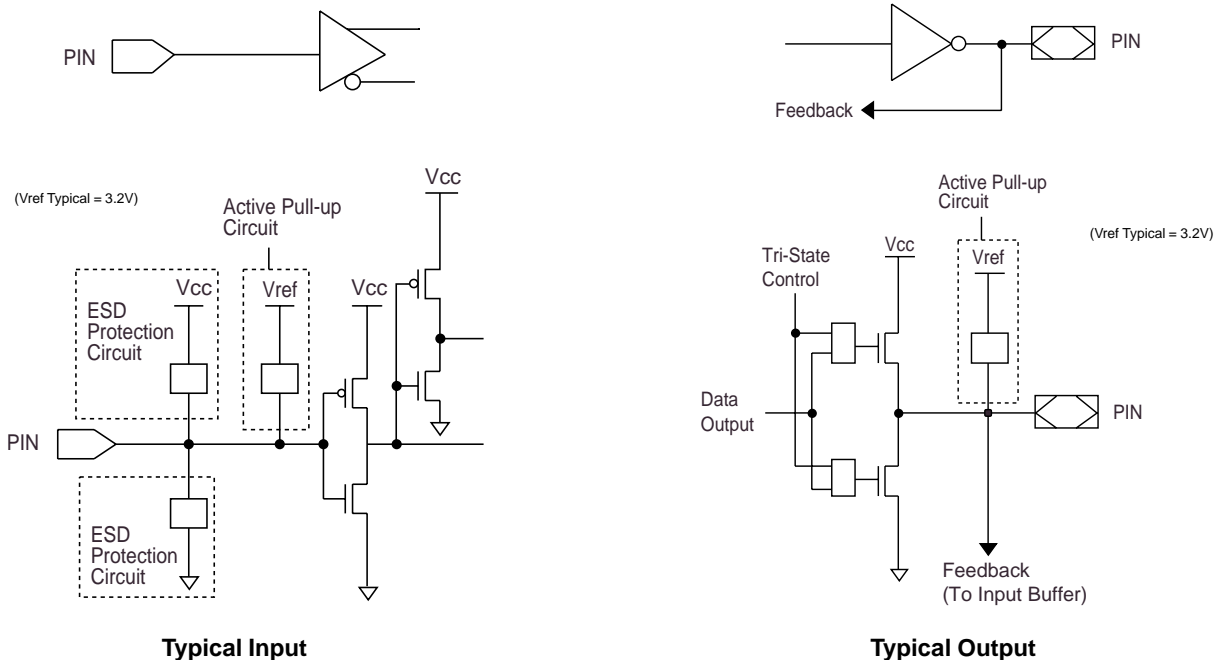 PIN
PIN
Feedback
(Vref Typical = 3.2V)
Active Pull-up
Circuit
Vcc
ESD
Protection
Circuit
Vcc
Vref
Vcc
PIN
ESD
Protection
Circuit
Typical Input
Active Pull-up
Circuit
(Vref Typical = 3.2V)
Tri-State
Control
Vcc
Vref
Data
Output
PIN
Feedback
(To Input Buffer)
Typical Output